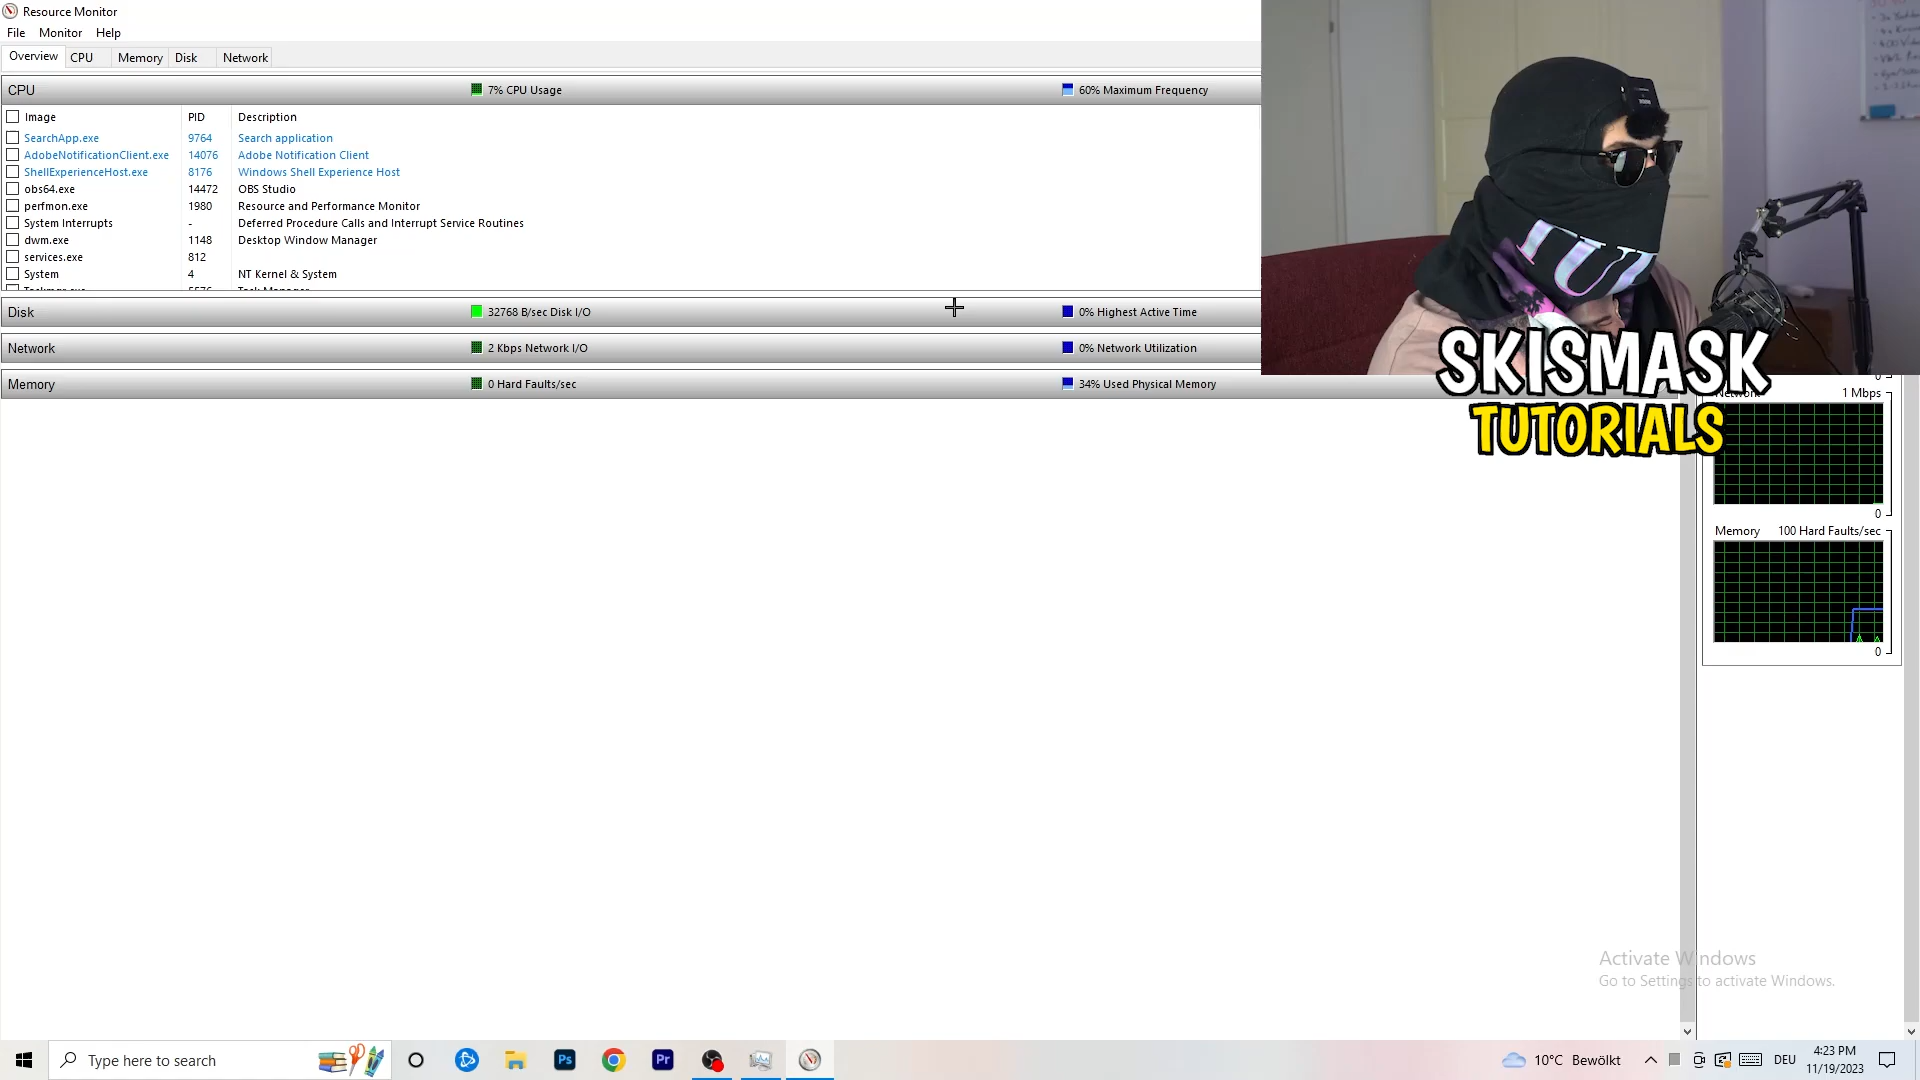 Resource Monitor
File Monitor Help
Overview CPU Memory Disk Network
CPU 7% CPU Usage 60% Maximum Frequency
Image PID Description
SearchApp.exe 9764 Search application
AdobeNotificationClient.exe 14076 Adobe Notification Client
ShellExperienceHost.exe 8176 Windows Shell Experience Host
obs64.exe 14472 OBS Studio
perfmon.exe 1980 Resource and Performance Monitor
System Interrupts - Deferred Procedure Calls and Interrupt Service Routines
dwm.exe 1148 Desktop Window Manager
services.exe 812
System 4 NT Kernel & System
Disk 32768 B/sec Disk I/O 0% Highest Active Time
Network 2 Kbps Network I/O 0% Network Utilization
Memory 0 Hard Faults/sec 34% Used Physical Memory
SKISMASK
TUTORIALS
Network 1 Mbps
0
Memory 100 Hard Faults/sec
0
Activate Windows
Go to Settings to activate Windows.
Type here to search
Ps
Pr
10°C Bewölkt
DEU
4:23 PM
11/19/2023